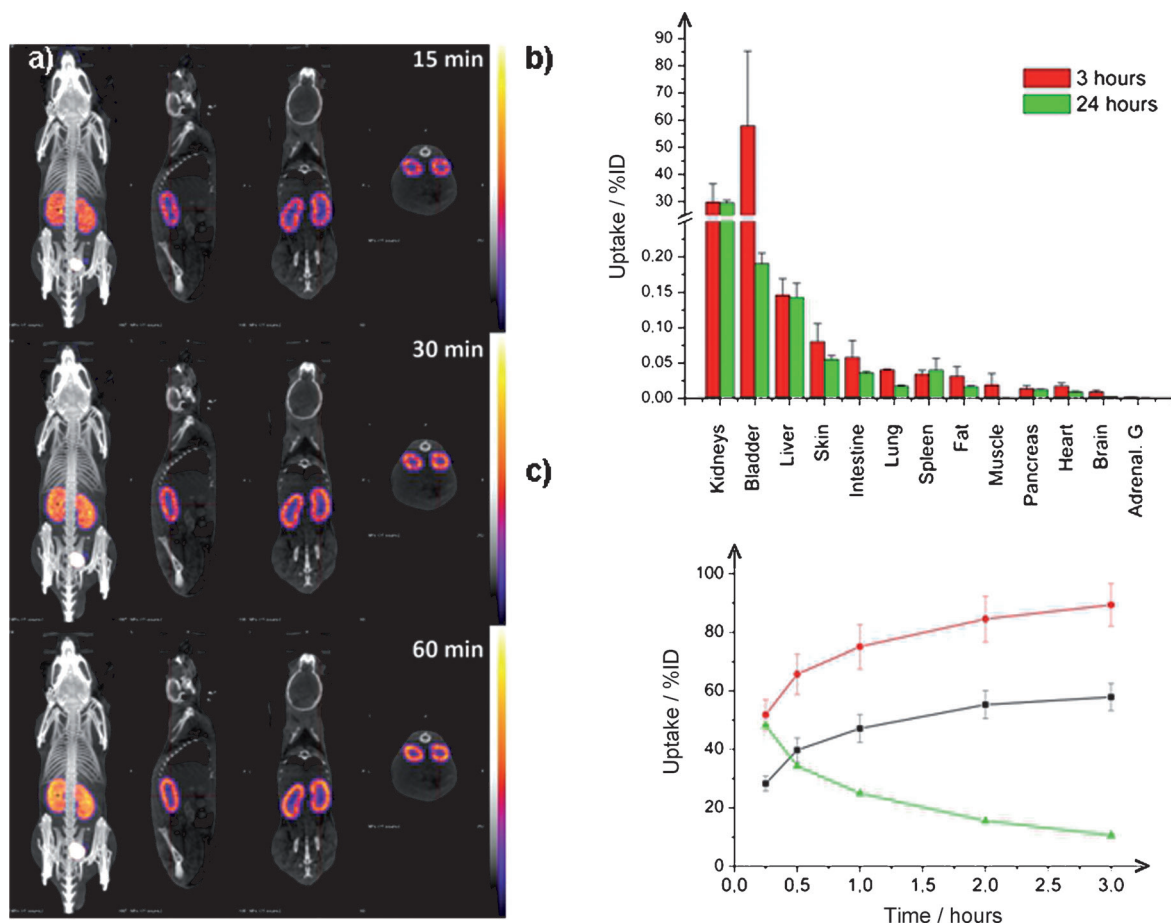 a)
15 min
30 min
60 min
b)
90
80
70
60
50
40
30
0.20
0.15
0.10
0.05
0.00
Uptake / %ID
3 hours
24 hours
Kidneys
Bladder
Liver
Skin
Intestine
Lung
Spleen
Fat
Muscle
Pancreas
Heart
Brain
Adrenal. G
c)
100
80
60
40
20
0
Uptake / %ID
0,0
0,5
1,0
1,5
2,0
2,5
3,0
Time / hours